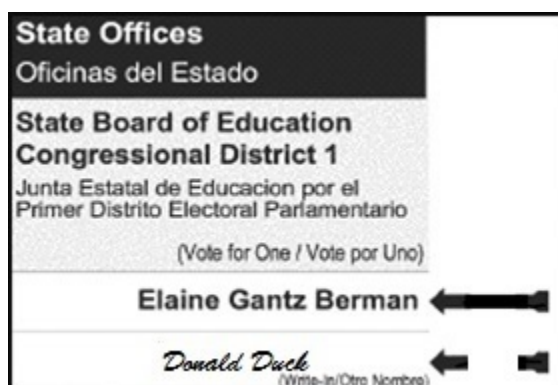 State Offices
Oficinas del Estado
State Board of Education
Congressional District 1
Junta Estatal de Educacion por el
Primer Distrito Electoral Parlamentario
(Vote for One / Vote por Uno)
Elaine Gantz Berman
Donald Duck
(Write-In/Otro Nombre)